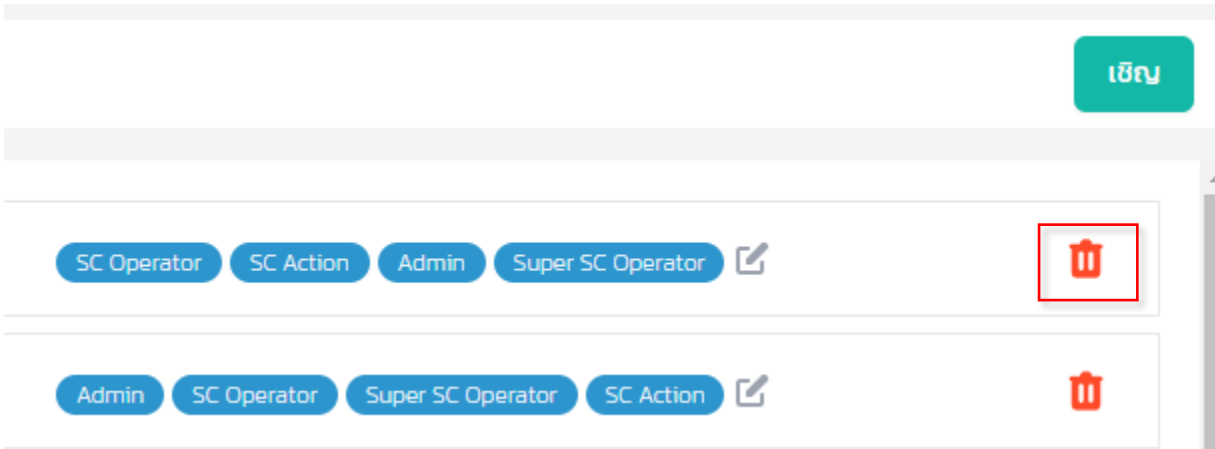 เชิญ
SC Operator SC Action Admin Super SC Operator
Admin SC Operator Super SC Operator SC Action